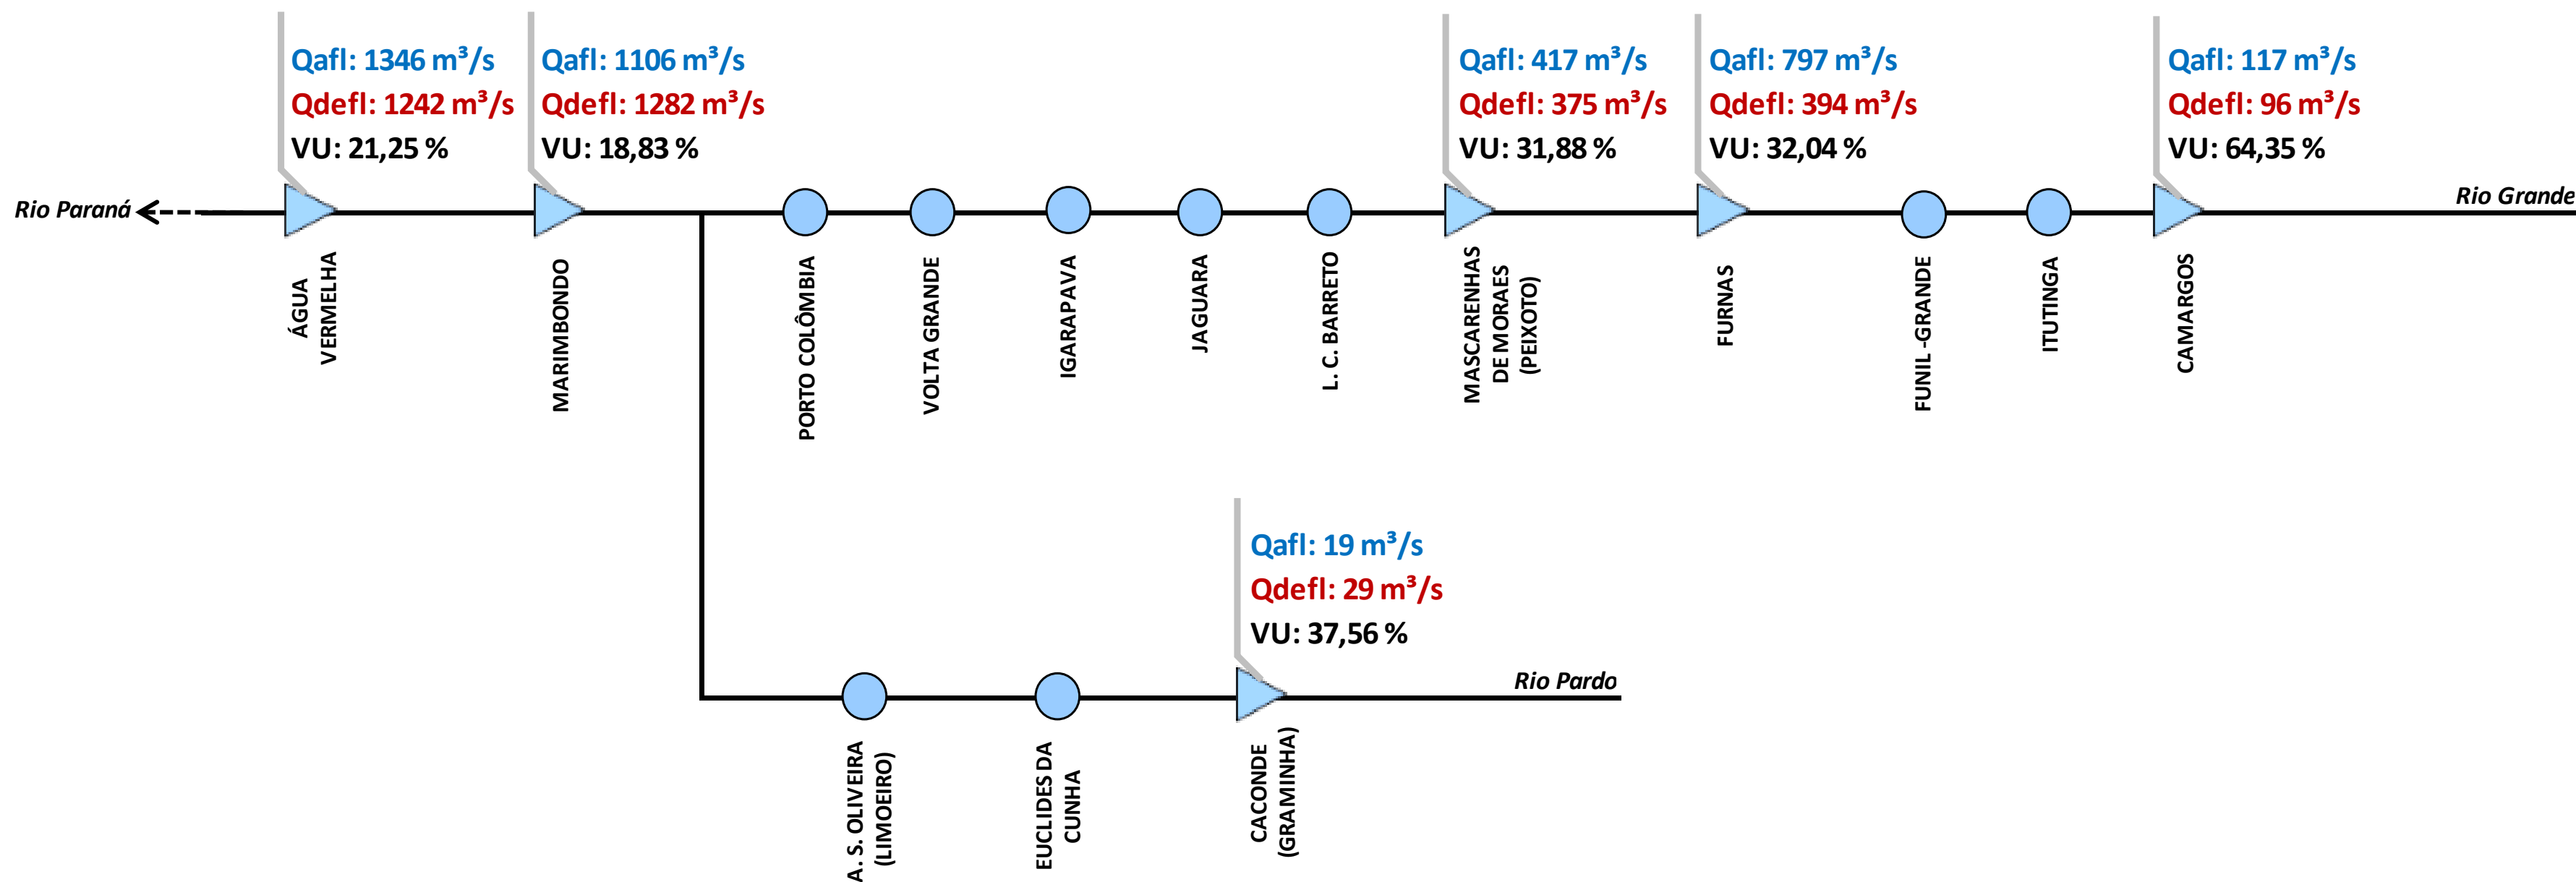 Qafl: 1346 m³/s
Qdefl: 1242 m³/s
VU: 21,25 %
Qafl: 1106 m³/s
Qdefl: 1282 m³/s
VU: 18,83 %
Qafl: 417 m³/s
Qdefl: 375 m³/s
VU: 31,88 %
Qafl: 797 m³/s
Qdefl: 394 m³/s
VU: 32,04 %
Qafl: 117 m³/s
Qdefl: 96 m³/s
VU: 64,35 %
Rio Paraná
Rio Grande
ÁGUA
VERMELHA
MARIMBONDO
PORTO COLÔMBIA
VOLTA GRANDE
IGARAPAVA
JAGUARA
L. C. BARRETO
MASCARENHAS
DE MORAES
(PEIXOTO)
FURNAS
FUNIL -GRANDE
ITUTINGA
CAMARGOS
Qafl: 19 m³/s
Qdefl: 29 m³/s
VU: 37,56 %
Rio Pardo
A. S. OLIVEIRA
(LIMOEIRO)
EUCLIDES DA
CUNHA
CACONDE
(GRAMINHA)